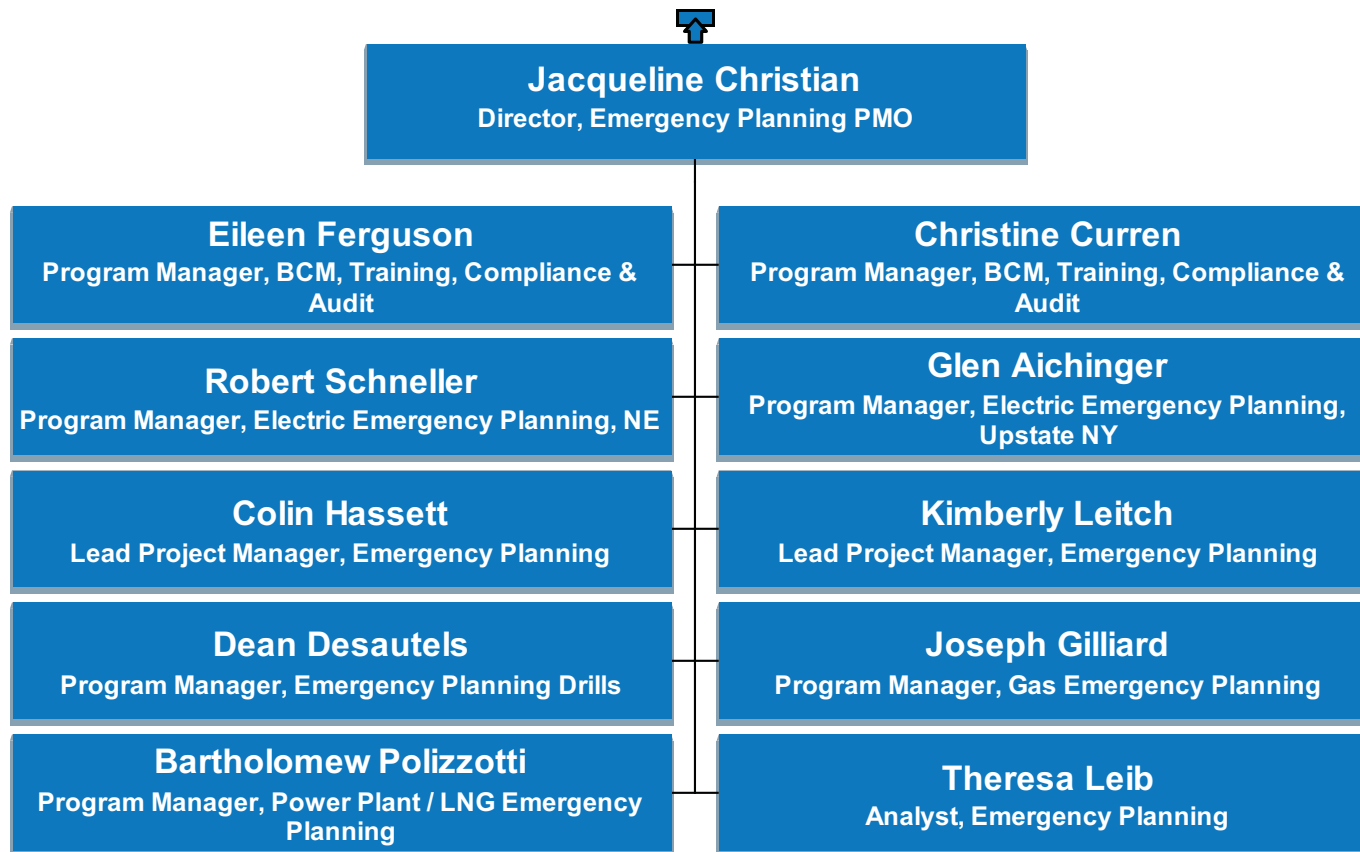 Jacqueline Christian
Director, Emergency Planning PMO
Eileen Ferguson
Program Manager, BCM, Training, Compliance &
Audit
Christine Curren
Program Manager, BCM, Training, Compliance &
Audit
Robert Schneller
Program Manager, Electric Emergency Planning, NE
Glen Aichinger
Program Manager, Electric Emergency Planning,
Upstate NY
Colin Hassett
Lead Project Manager, Emergency Planning
Kimberly Leitch
Lead Project Manager, Emergency Planning
Dean Desautels
Program Manager, Emergency Planning Drills
Joseph Gilliard
Program Manager, Gas Emergency Planning
Bartholomew Polizzotti
Program Manager, Power Plant / LNG Emergency
Planning
Theresa Leib
Analyst, Emergency Planning